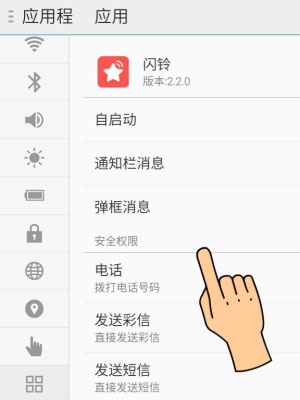 应用程 应用
闪铃
版本:2.2.0
自启动
通知栏消息
弹框消息
安全权限
电话
拨打电话号码
发送彩信
直接发送彩信
发送短信
直接发送短信